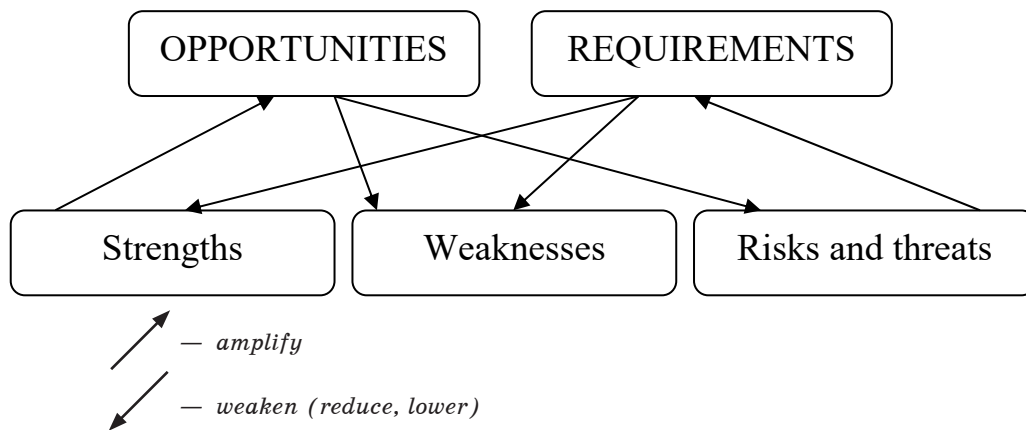 OPPORTUNITIES
REQUIREMENTS
Strengths
Weaknesses
Risks and threats
— amplify
— weaken (reduce, lower)